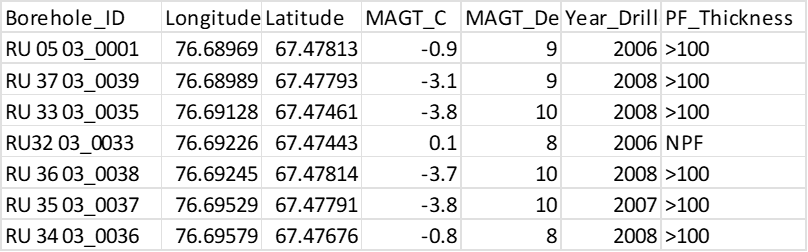 Borehole_ID Longitude Latitude MAGT_C MAGT_De Year_Drill PF_Thickness
RU 05 03_0001 76.68969 67.47813 -0.9 9 2006 >100
RU 37 03_0039 76.68989 67.47793 -3.1 9 2008 >100
RU 33 03_0035 76.69128 67.47461 -3.8 10 2008 >100
RU32 03_0033 76.69226 67.47443 0.1 8 2006 NPF
RU 36 03_0038 76.69245 67.47814 -3.7 10 2008 >100
RU 35 03_0037 76.69529 67.47791 -3.8 10 2007 >100
RU 34 03_0036 76.69579 67.47676 -0.8 8 2008 >100